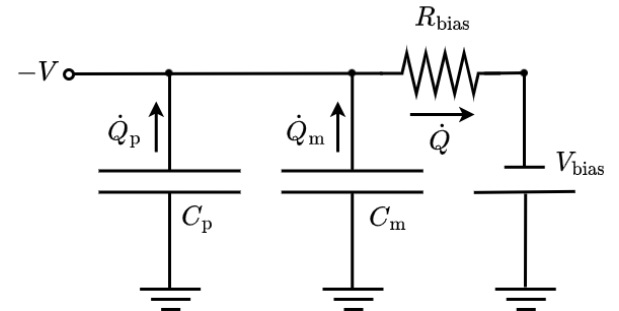 R_bias
−V
Q̇_p
Q̇_m
Q̇
V_bias
C_p
C_m